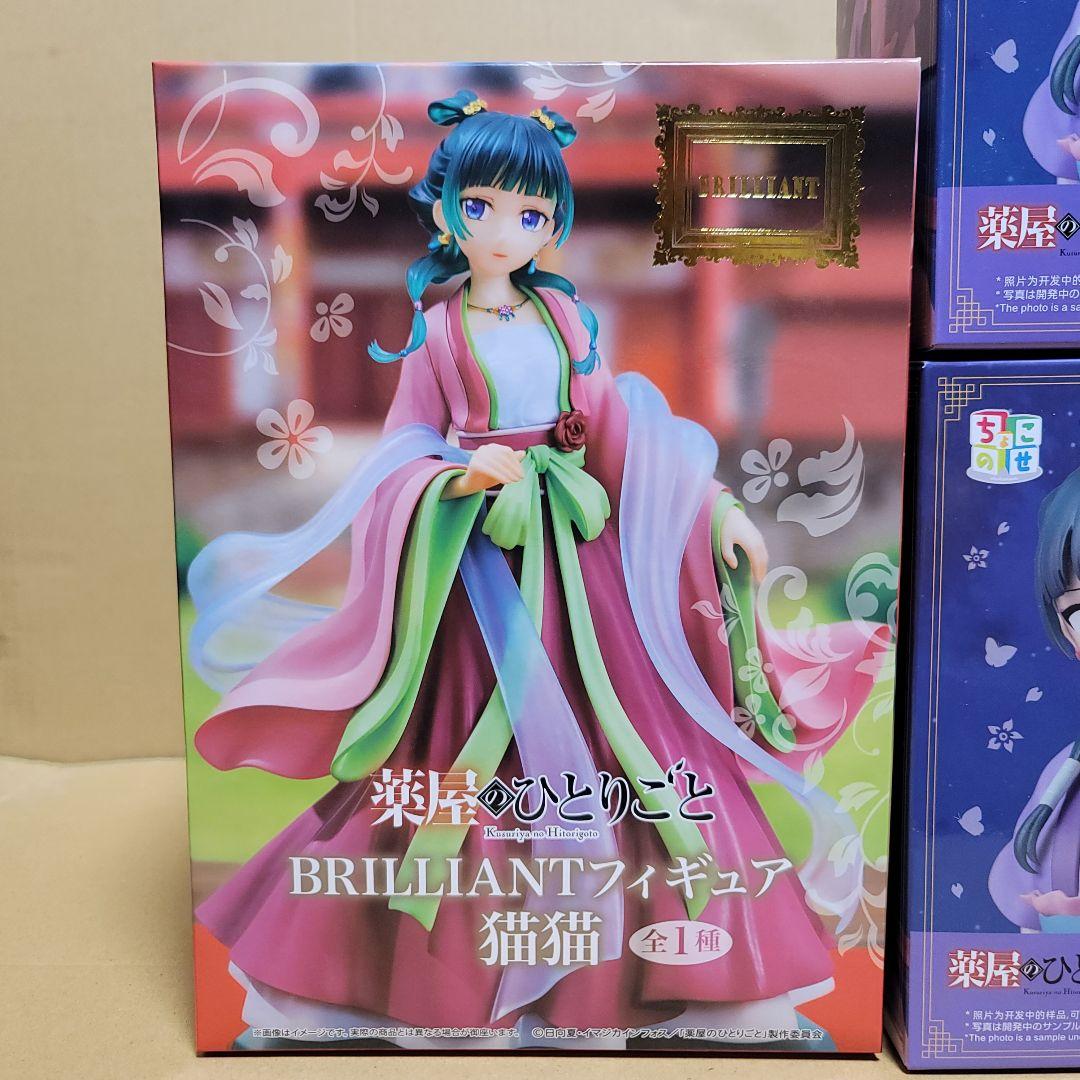 BRILLIANT
薬屋のひとりごと
Kusuriya no Hitorigoto
BRILLIANTフィギュア
猫猫
全1種
※画像はイメージです。実際の商品とは異なる場合が御座います。
©日向夏・イマジカインフォス/「薬屋のひとりごと」製作委員会
薬屋の
Kusur
* 照片为开发中的
* 写真は開発中の
*The photo is a sa
ちょこ
のせ
薬屋のひ
Kusuriya no Hito
* 照片为开发中的样品,可
* 写真は開発中のサンプル
*The photo is a sample un